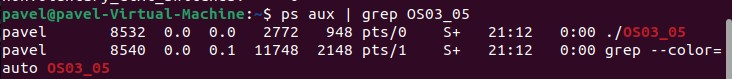 pavel@pavel-Virtual-Machine:~$ ps aux | grep OS03_05
pavel 8532 0.0 0.0 2772 948 pts/0 S+ 21:12 0:00 ./OS03_05
pavel 8540 0.0 0.1 11748 2148 pts/1 S+ 21:12 0:00 grep --color=
auto OS03_05